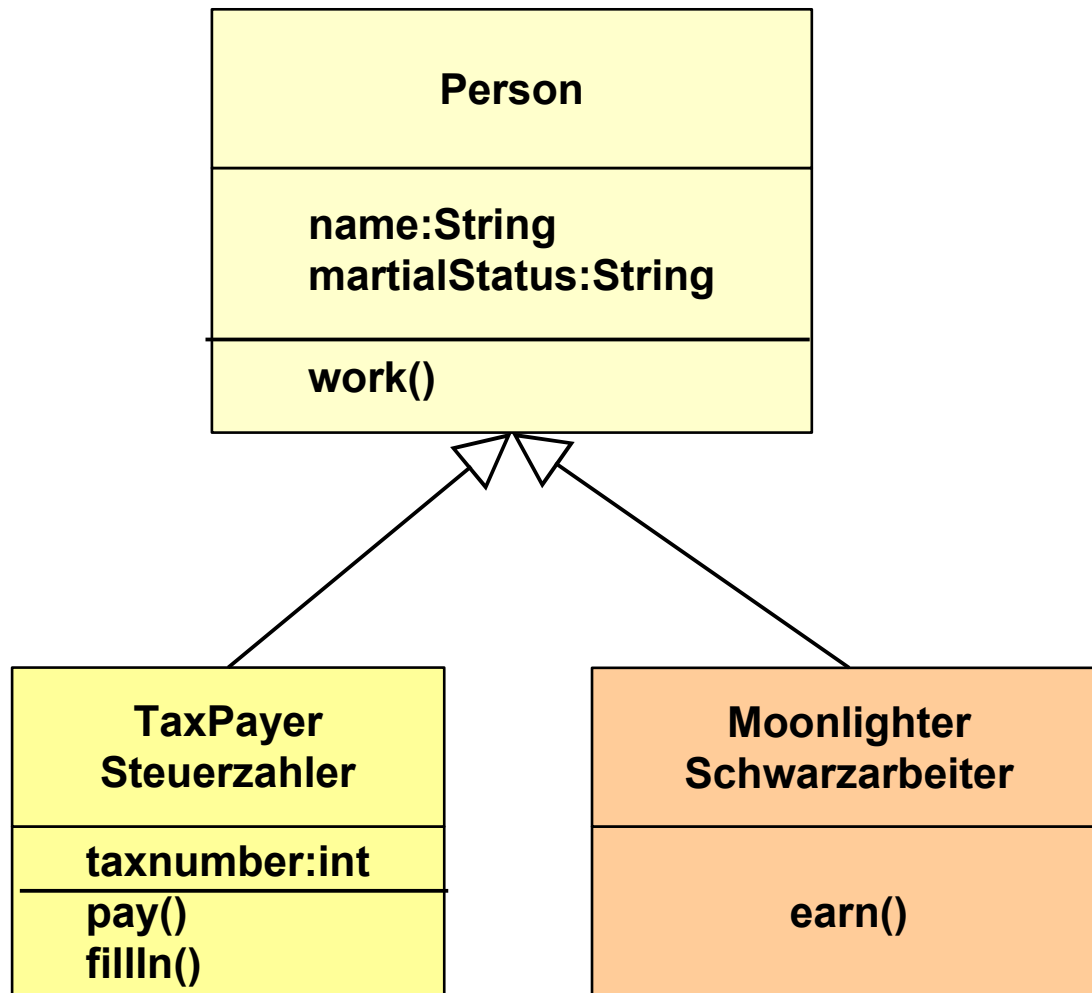 Person
name:String
martialStatus:String
work()
TaxPayer
Steuerzahler
taxnumber:int
pay()
fillIn()
Moonlighter
Schwarzarbeiter
earn()